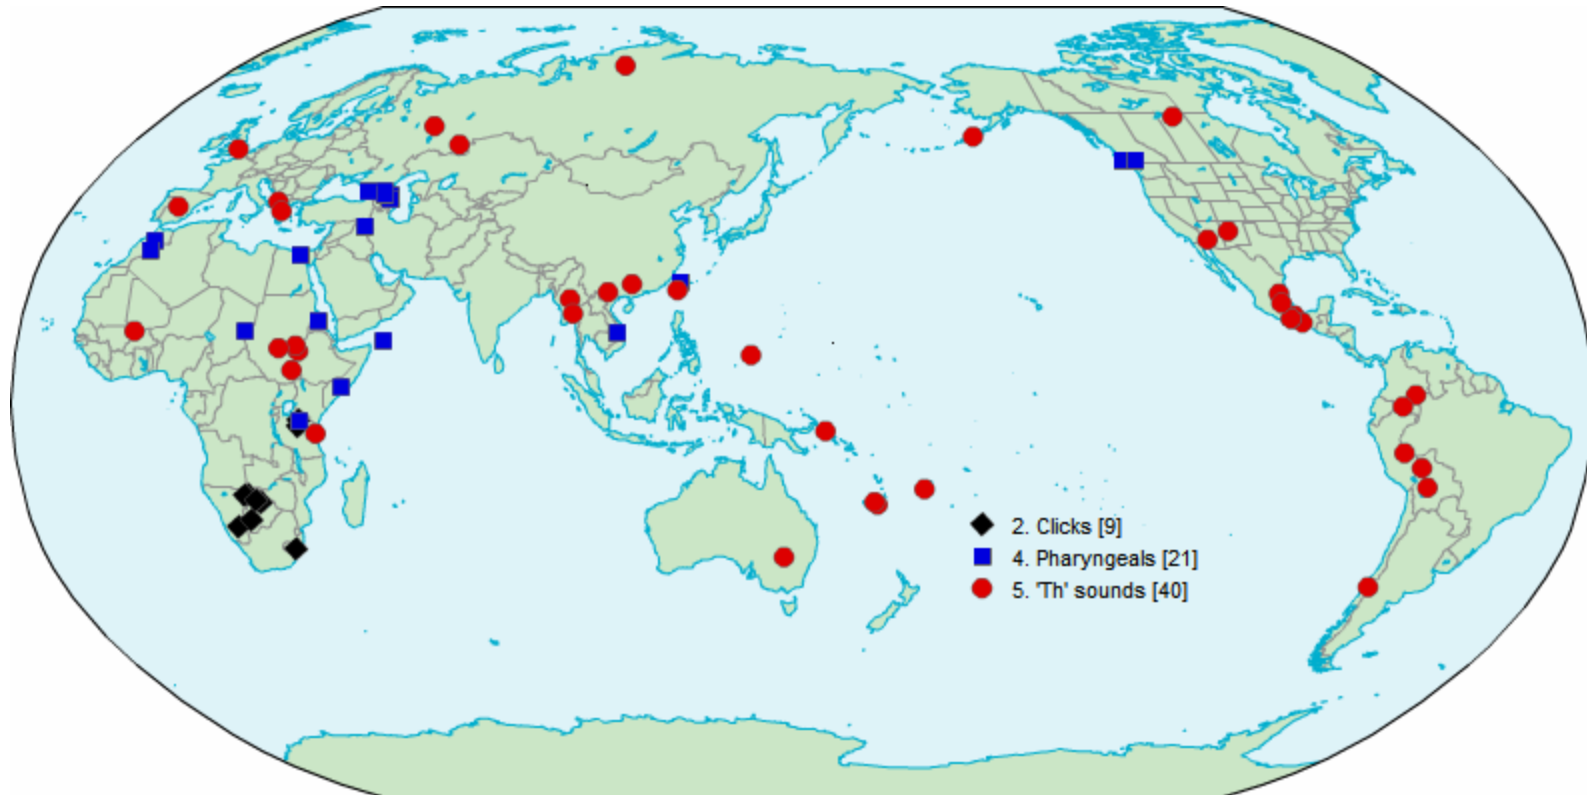 2. Clicks [9]
4. Pharyngeals [21]
5. 'Th' sounds [40]